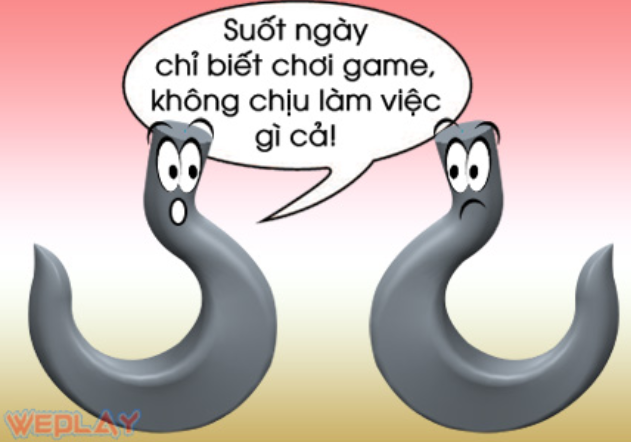 Suốt ngày
chỉ biết chơi game,
không chịu làm việc
gì cả!
WEPLAY